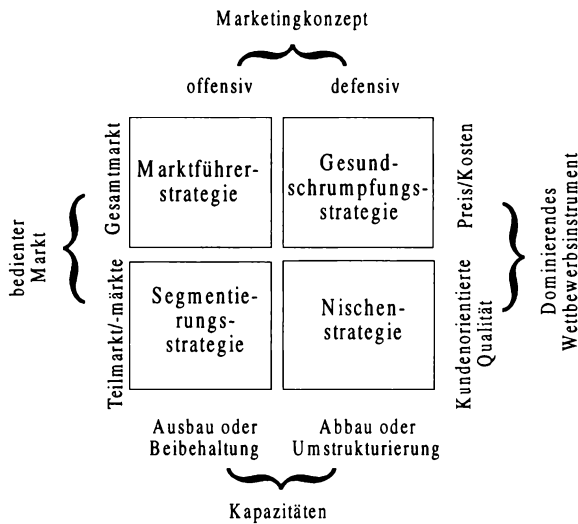 Marketingkonzept
offensiv
defensiv
bedienter
Markt
Gesamtmarkt
Marktführer-
strategie
Gesund-
schrumpfungs-
strategie
Preis/Kosten
Dominierendes
Wettbewerbsinstrument
Teilmarkt/-märkte
Segmentie-
rungs-
strategie
Nischen-
strategie
Kundenorientierte
Qualität
Ausbau oder
Beibehaltung
Abbau oder
Umstrukturierung
Kapazitäten